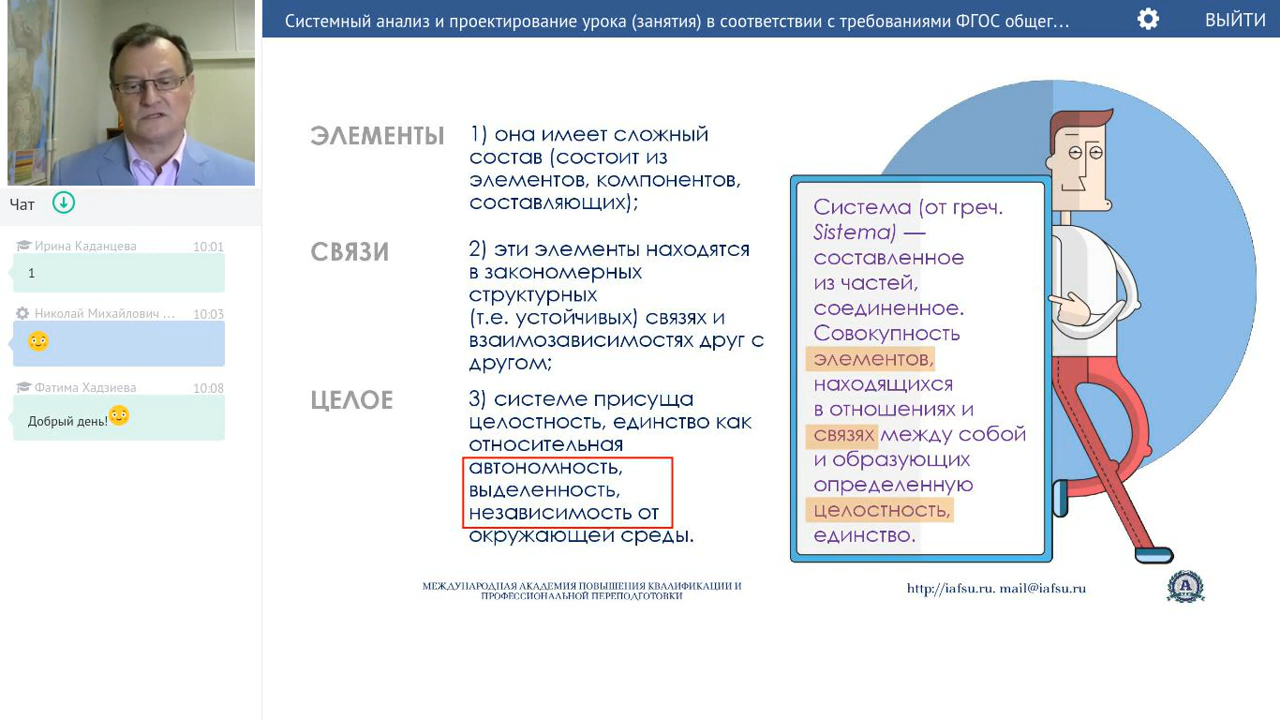 Системный анализ и проектирование урока (занятия) в соответствии с требованиями ФГОС общег...
ВЫЙТИ
Чат
Ирина Каданцева 10:01
1
Николай Михайлович ... 10:03
Фатима Хадзиева 10:08
Добрый день!
ЭЛЕМЕНТЫ
1) она имеет сложный
состав (состоит из
элементов, компонентов,
составляющих);
СВЯЗИ
2) эти элементы находятся
в закономерных
структурных
(т.е. устойчивых) связях и
взаимозависимостях друг с
другом;
ЦЕЛОЕ
3) системе присуща
целостность, единство как
относительная
автономность,
выделенность,
независимость от
окружающей среды.
Система (от греч.
Sistema) —
составленное
из частей,
соединенное.
Совокупность
элементов,
находящихся
в отношениях и
связях между собой
и образующих
определенную
целостность,
единство.
МЕЖДУНАРОДНАЯ АКАДЕМИЯ ПОВЫШЕНИЯ КВАЛИФИКАЦИИ И
ПРОФЕССИОНАЛЬНОЙ ПЕРЕПОДГОТОВКИ
http://iafsu.ru. mail@iafsu.ru